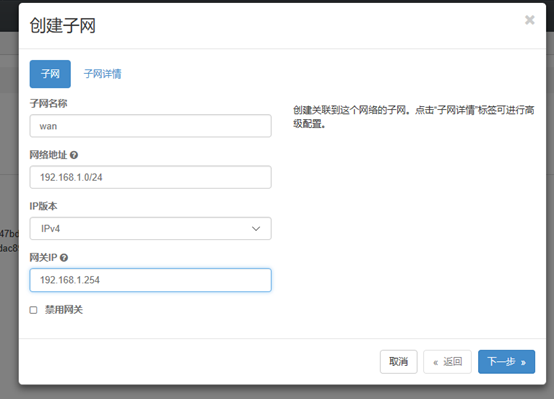 创建子网
×
子网 子网详情
子网名称
wan
网络地址
192.168.1.0/24
IP版本
IPv4
网关IP
192.168.1.254
禁用网关
创建关联到这个网络的子网。点击"子网详情"标签可进行高
级配置。
47bd
dac8
取消 « 返回 下一步 »